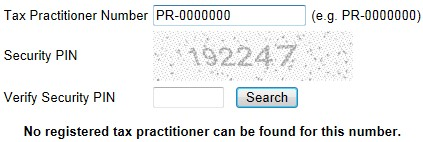 Tax Practitioner Number PR-0000000 (e.g. PR-0000000)
Security PIN 192247
Verify Security PIN Search
No registered tax practitioner can be found for this number.